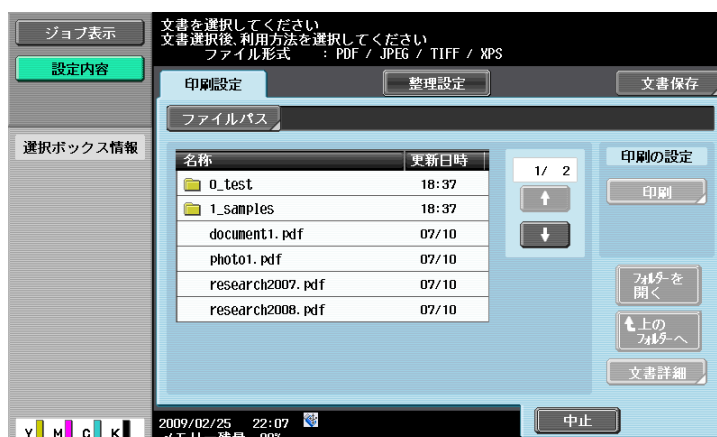 ジョブ表示
設定内容
選択ボックス情報
文書を選択してください
文書選択後、利用方法を選択してください
ファイル形式 : PDF / JPEG / TIFF / XPS
印刷設定
整理設定
文書保存
ファイルパス
名称 更新日時
0_test 18:37
1_samples 18:37
document1.pdf 07/10
photo1.pdf 07/10
research2007.pdf 07/10
research2008.pdf 07/10
1/ 2
印刷の設定
印刷
フォルダーを
開く
上の
フォルダーへ
文書詳細
2009/02/25 22:07
メモリー残量 99%
中止
Y M C K